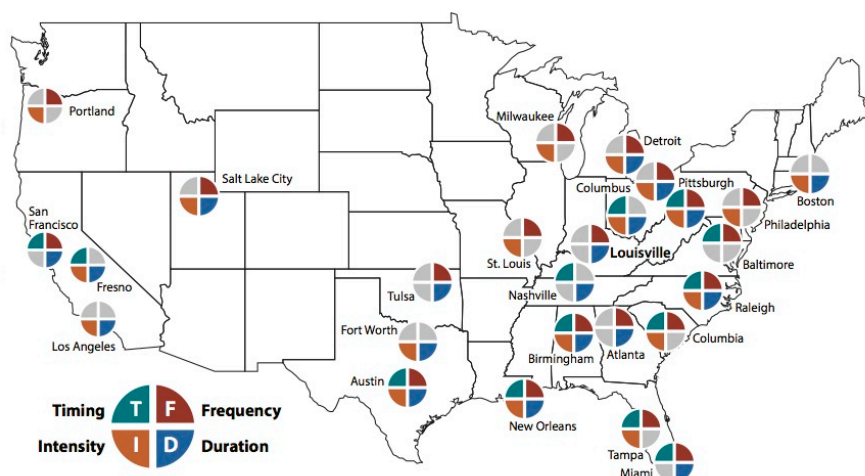 Portland
Milwaukee
Detroit
Salt Lake City
Columbus
Pittsburgh
Boston
San
Francisco
Philadelphia
St. Louis
Louisville
Baltimore
Fresno
Tulsa
Nashville
Raleigh
Los Angeles
Fort Worth
Birmingham
Atlanta
Columbia
Austin
New Orleans
Timing
T
F
Frequency
Intensity
I
D
Duration
Tampa
Miami